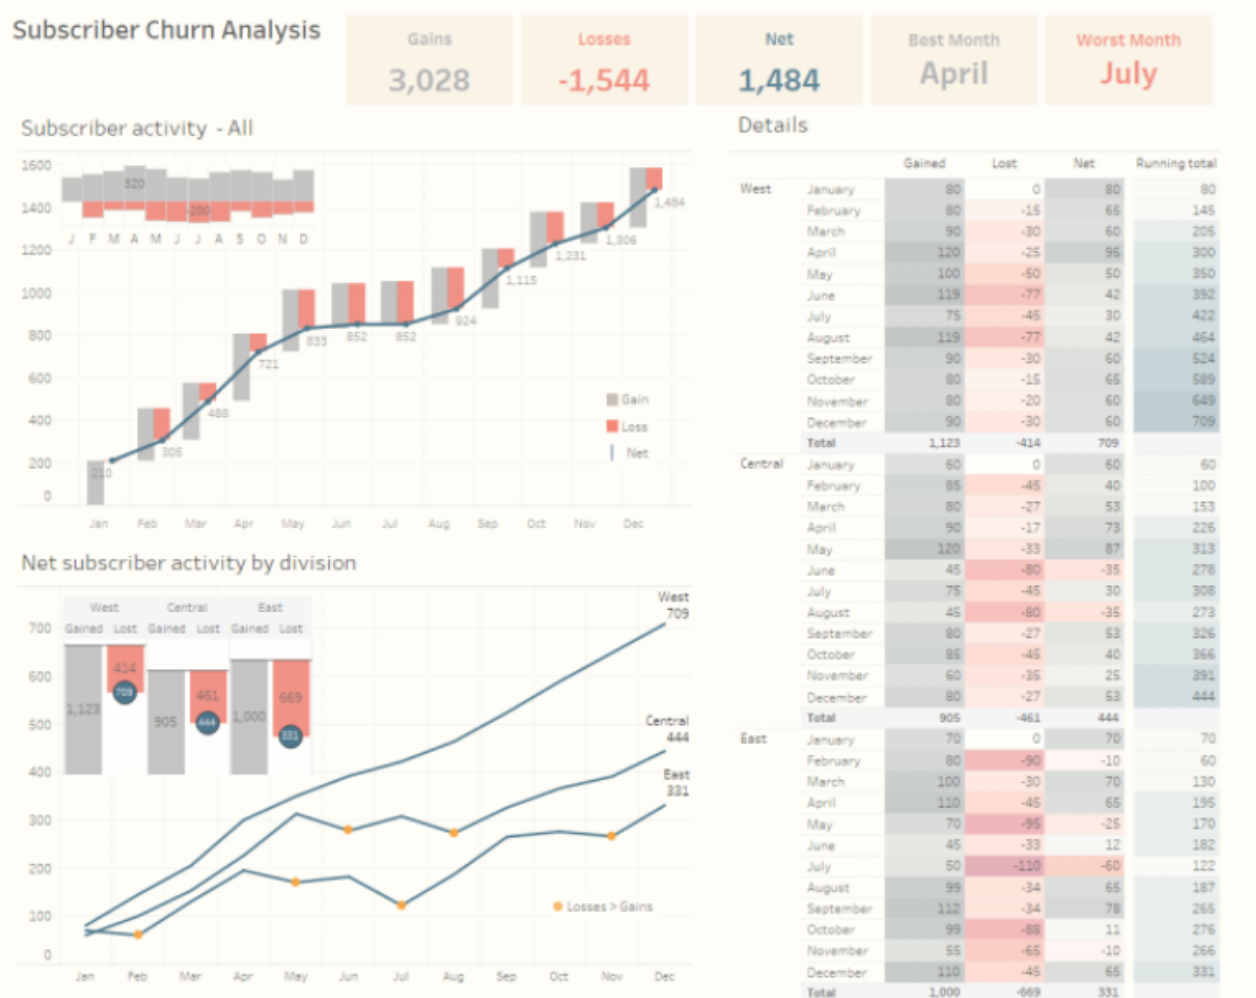 Subscriber Churn Analysis
Gains
3,028
Losses
-1,544
Net
1,484
Best Month
April
Worst Month
July
Subscriber activity - All
1600
1400
1200
1000
800
600
400
200
0
320
-200
J F M A M J J A S O N D
210
305
488
721
833
852
852
924
1,115
1,231
1,306
1,484
Gain
Loss
Net
Jan Feb Mar Apr May Jun Jul Aug Sep Oct Nov Dec
Net subscriber activity by division
700
600
500
400
300
200
100
0
West Central East
Gained Lost Gained Lost Gained Lost
1,123 414 709
905 461 444
1,000 669 331
West
709
Central
444
East
331
Losses > Gains
Jan Feb Mar Apr May Jun Jul Aug Sep Oct Nov Dec
Details
Gained Lost Net Running total
West January 80 0 80 80
February 80 -15 65 145
March 90 -30 60 205
April 120 -25 95 300
May 100 -50 50 350
June 119 -77 42 392
July 75 -45 30 422
August 119 -77 42 464
September 90 -30 60 524
October 80 -15 65 589
November 80 -20 60 649
December 90 -30 60 709
Total 1,123 -414 709
Central January 60 0 60 60
February 85 -45 40 100
March 80 -27 53 153
April 90 -17 73 226
May 120 -33 87 313
June 45 -80 -35 278
July 75 -45 30 308
August 45 -80 -35 273
September 80 -27 53 326
October 85 -45 40 366
November 60 -35 25 391
December 80 -27 53 444
Total 905 -461 444
East January 70 0 70 70
February 80 -90 -10 60
March 100 -30 70 130
April 110 -45 65 195
May 70 -95 -25 170
June 45 -33 12 182
July 50 -110 -60 122
August 99 -34 65 187
September 112 -34 78 265
October 99 -88 11 276
November 55 -65 -10 266
December 110 -45 65 331
Total 1,000 -669 331